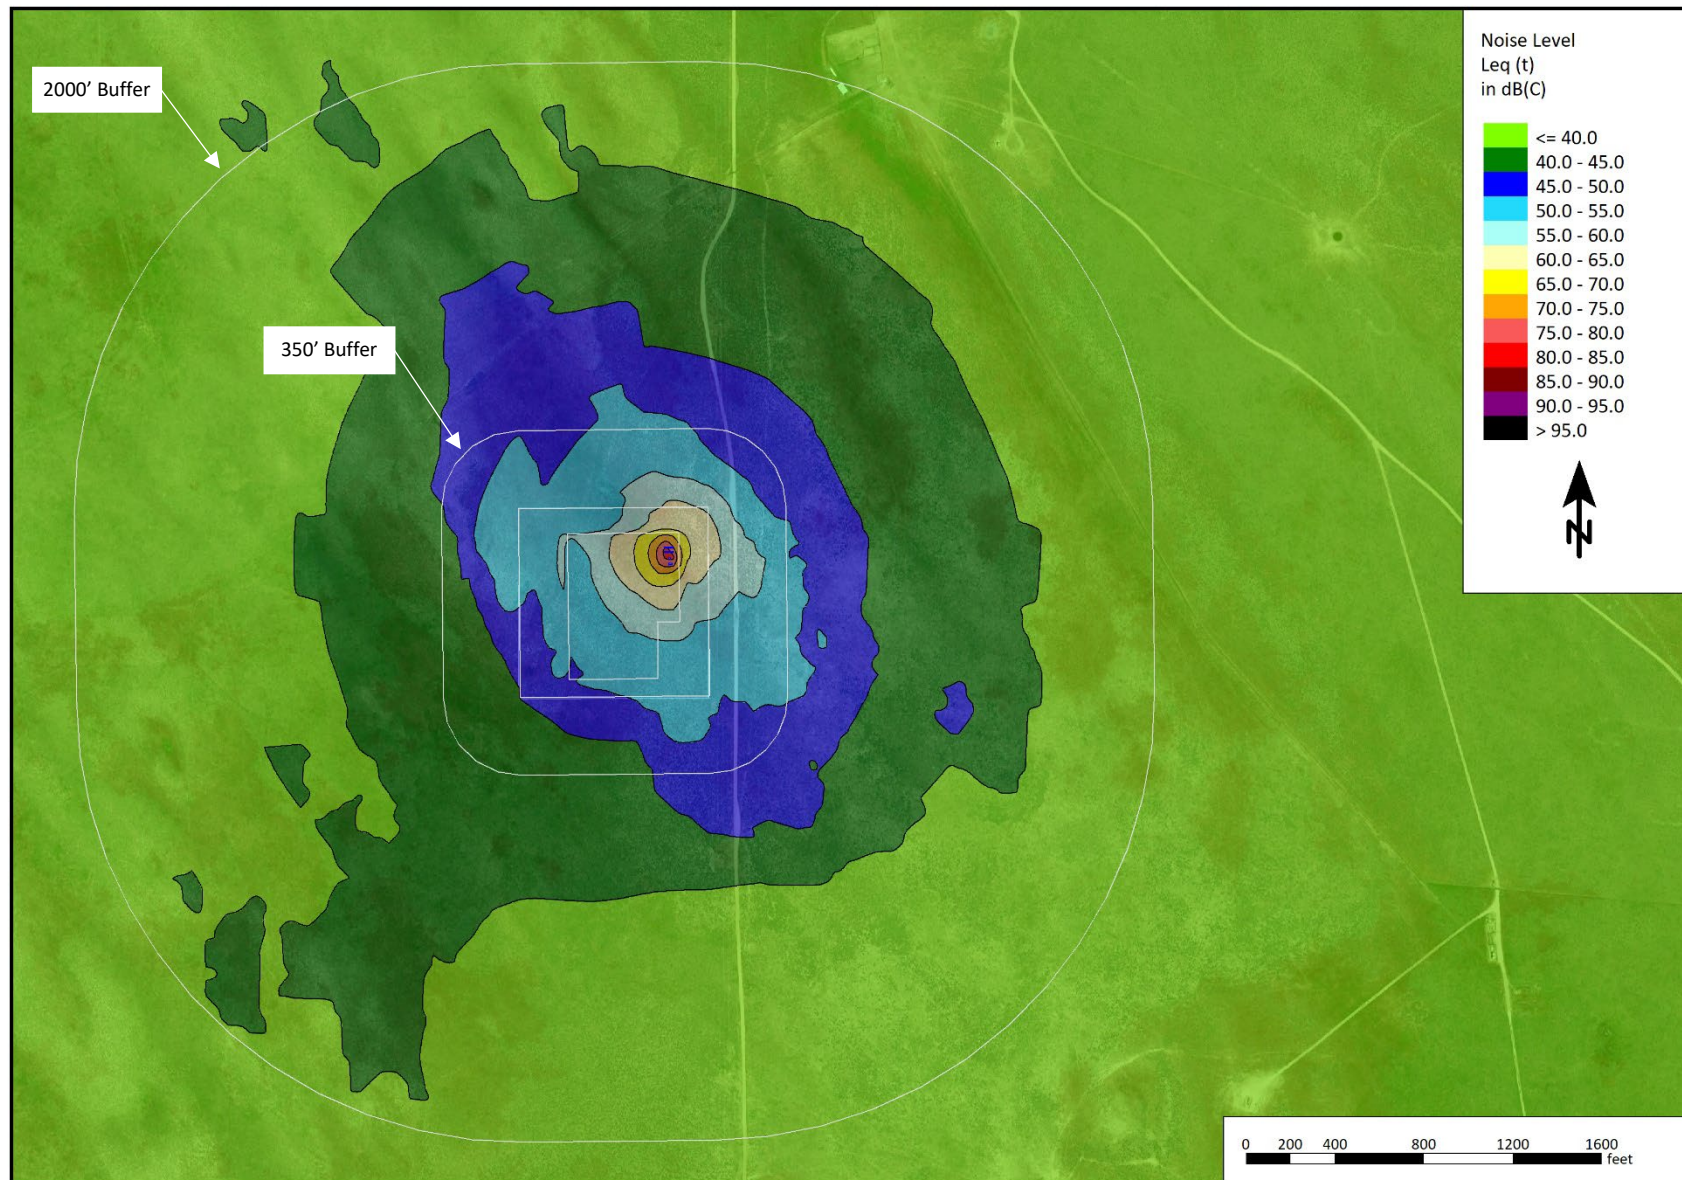 2000’ Buffer
350’ Buffer
Noise Level
Leq (t)
in dB(C)
<= 40.0
40.0 - 45.0
45.0 - 50.0
50.0 - 55.0
55.0 - 60.0
60.0 - 65.0
65.0 - 70.0
70.0 - 75.0
75.0 - 80.0
80.0 - 85.0
85.0 - 90.0
90.0 - 95.0
> 95.0
N
0 200 400 800 1200 1600
feet